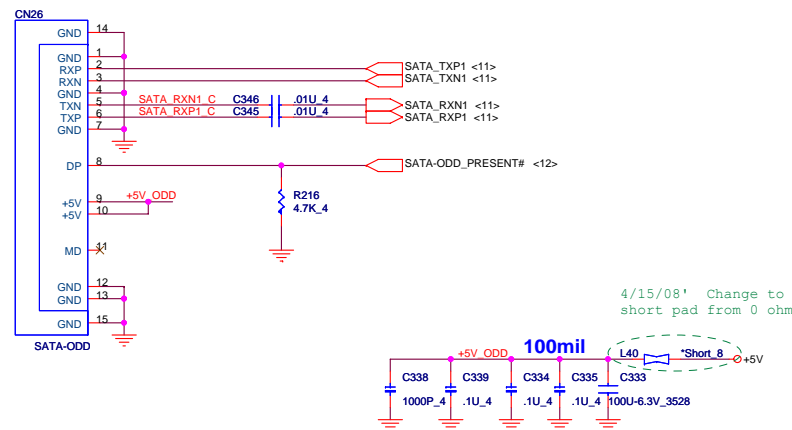 CN26
GND 14
GND 1
RXP 2 SATA_TXP1 <11>
RXN 3 SATA_TXN1 <11>
GND 4
TXN 5 SATA_RXN1_C C346 .01U_4 SATA_RXN1 <11>
TXP 6 SATA_RXP1_C C345 .01U_4 SATA_RXP1 <11>
GND 7
DP 8 SATA-ODD_PRESENT# <12>
R216
4.7K_4
+5V 9 +5V_ODD
+5V 10
MD 11
GND 12
GND 13
GND 15
SATA-ODD
4/15/08' Change to
short pad from 0 ohm
+5V_ODD 100mil L40 *Short_8 +5V
C338 C339 C334 C335 C333
1000P_4 .1U_4 .1U_4 .1U_4 100U-6.3V_3528